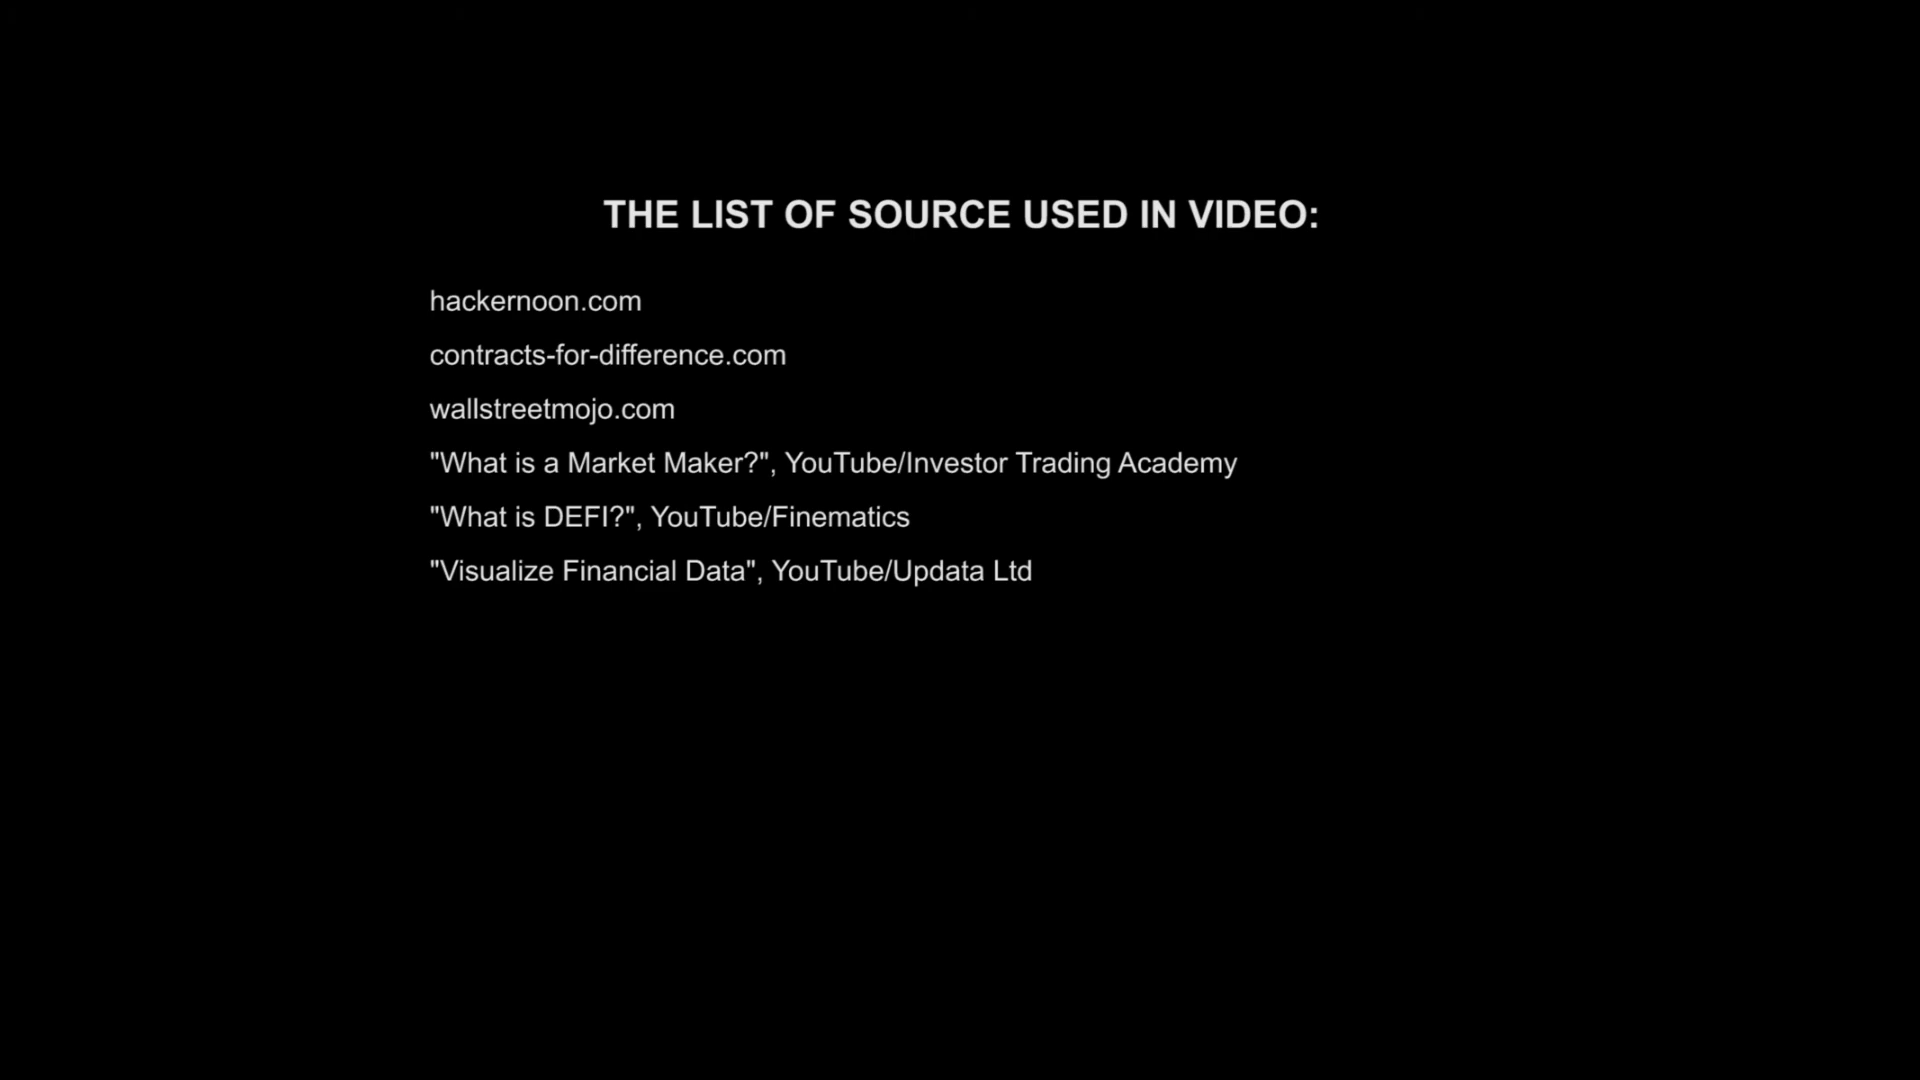 THE LIST OF SOURCE USED IN VIDEO:
hackernoon.com
contracts-for-difference.com
wallstreetmojo.com
"What is a Market Maker?", YouTube/Investor Trading Academy
"What is DEFI?", YouTube/Finematics
"Visualize Financial Data", YouTube/Updata Ltd